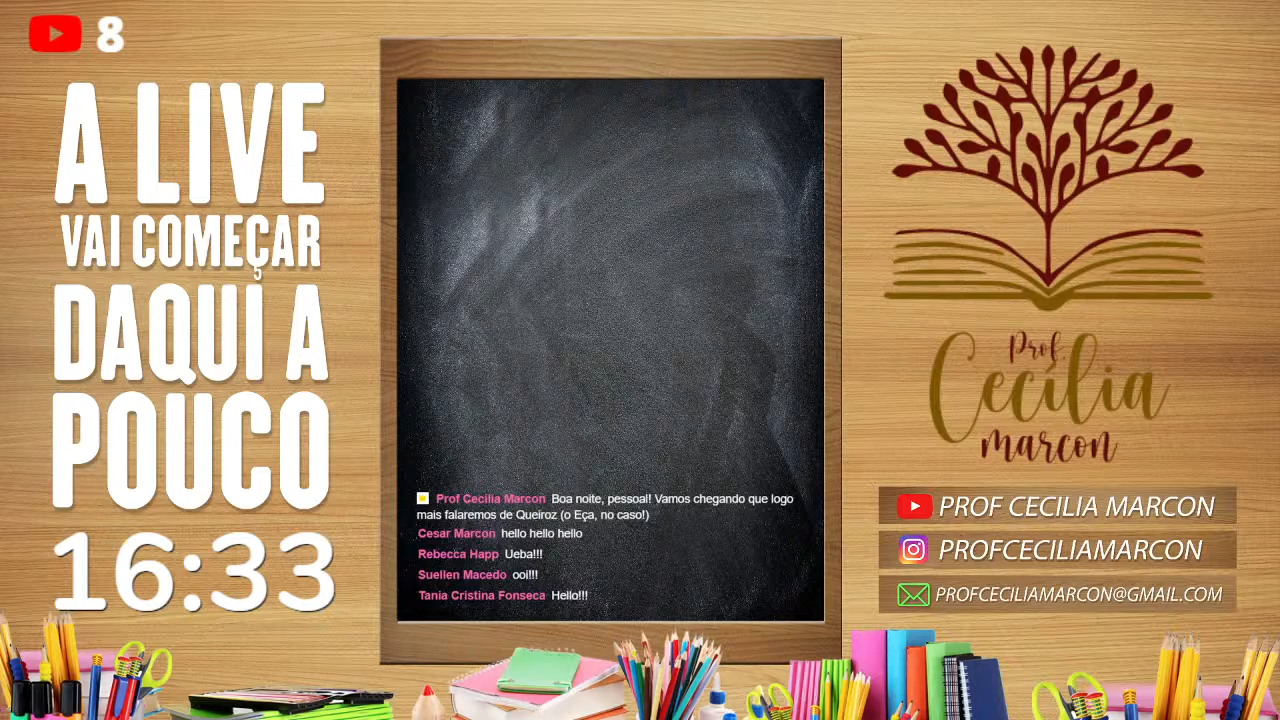 8
A LIVE
VAI COMEÇAR
DAQUI A
POUCO
16:33
Prof Cecilia Marcon Boa noite, pessoal! Vamos chegando que logo
mais falaremos de Queiroz (o Eça, no caso!)
Cesar Marcon hello hello hello
Rebecca Happ Ueba!!!
Suellen Macedo ooi!!!
Tania Cristina Fonseca Hello!!!
Prof.
Cecília
marcon
PROF CECILIA MARCON
PROFCECILIAMARCON
PROFCECILIAMARCON@GMAIL.COM